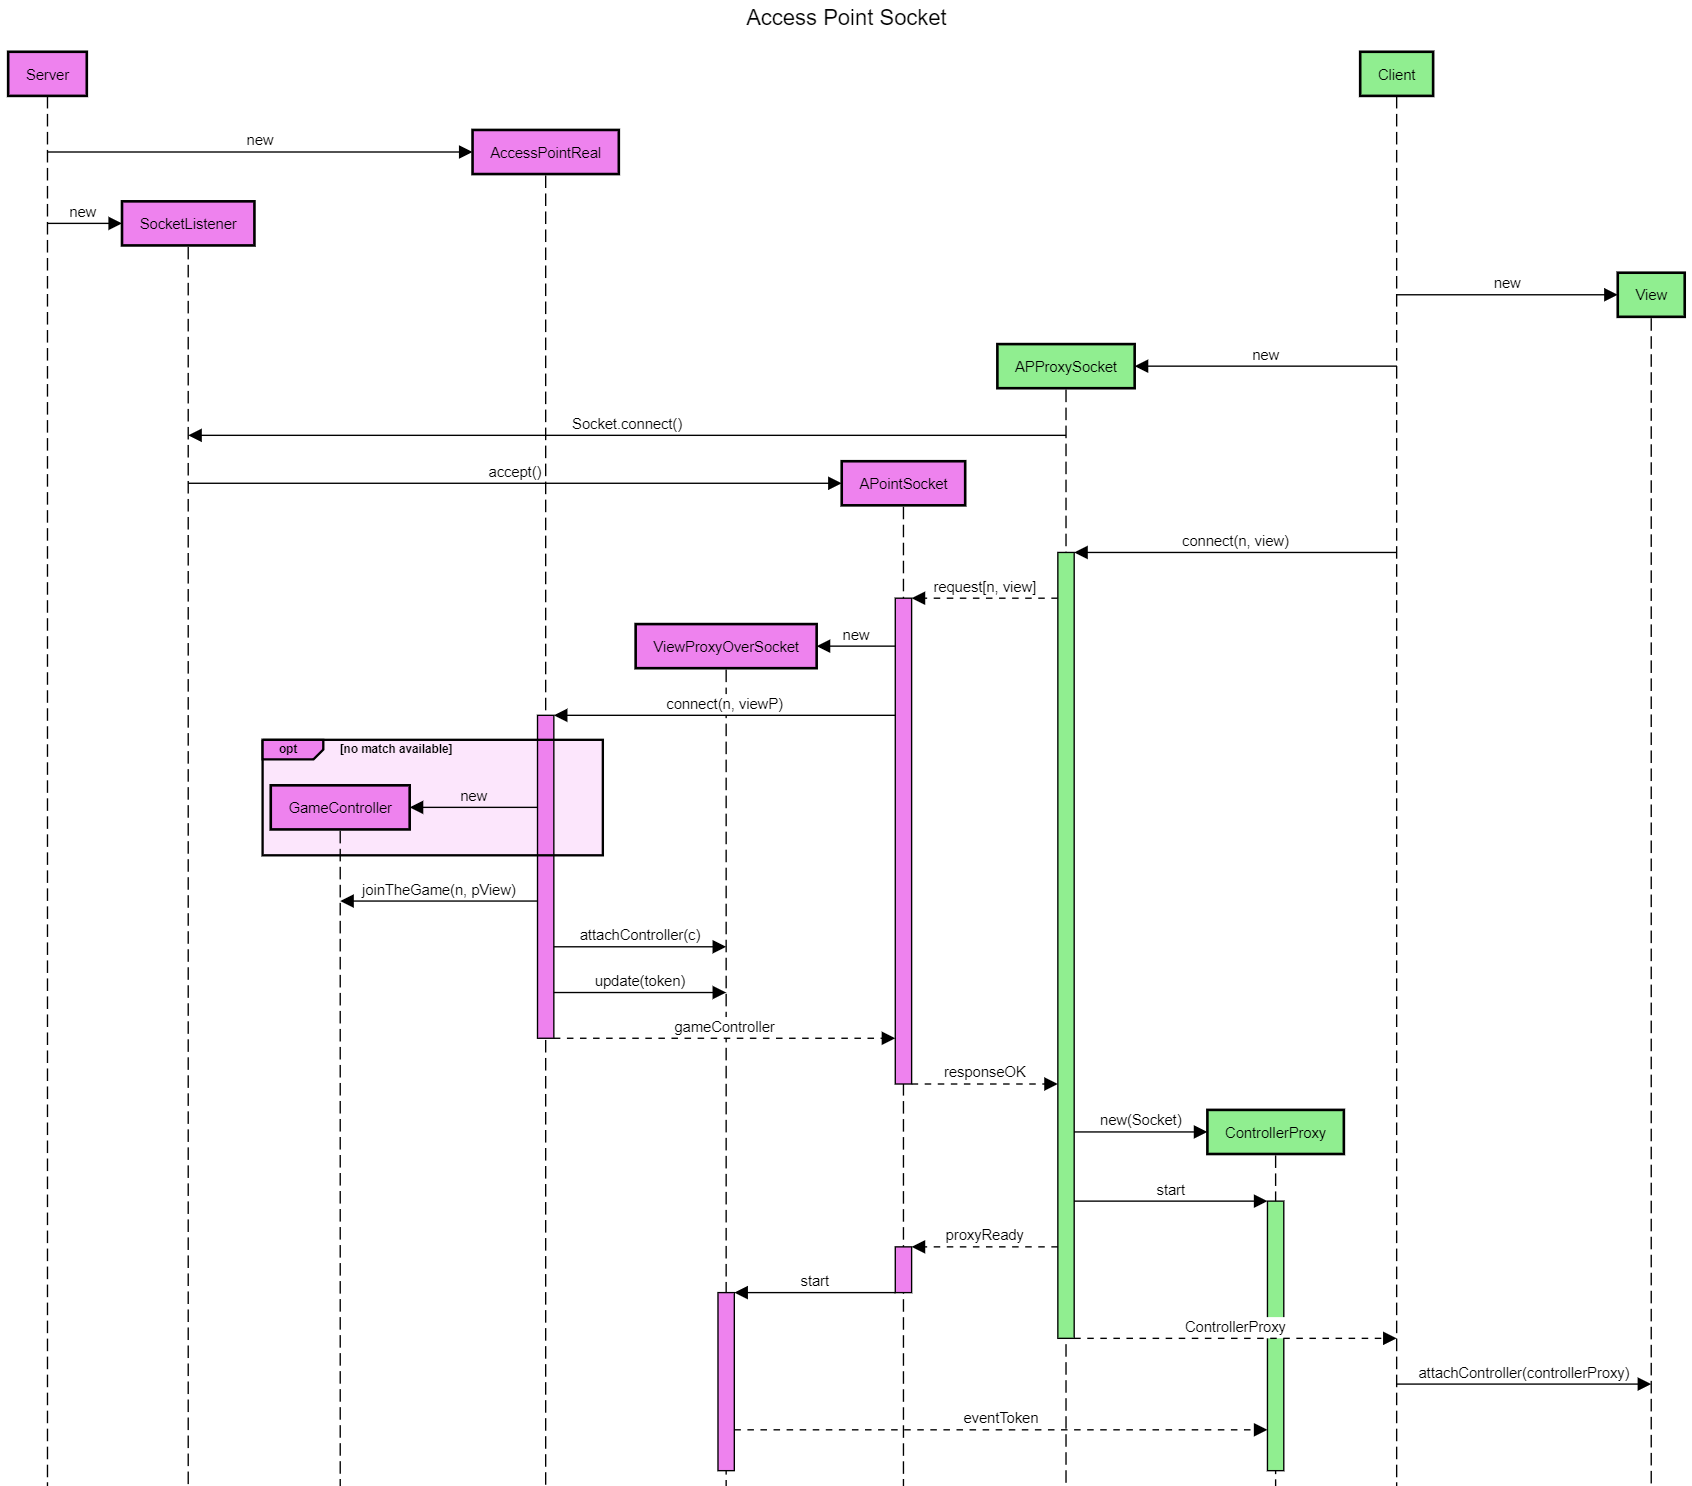 Access Point Socket
Server
Client
new
AccessPointReal
new
SocketListener
new
View
APProxySocket
new
Socket.connect()
accept()
APointSocket
connect(n, view)
request[n, view]
ViewProxyOverSocket
new
connect(n, viewP)
opt
[no match available]
GameController
new
joinTheGame(n, pView)
attachController(c)
update(token)
gameController
responseOK
new(Socket)
ControllerProxy
start
proxyReady
start
ControllerProxy
attachController(controllerProxy)
eventToken